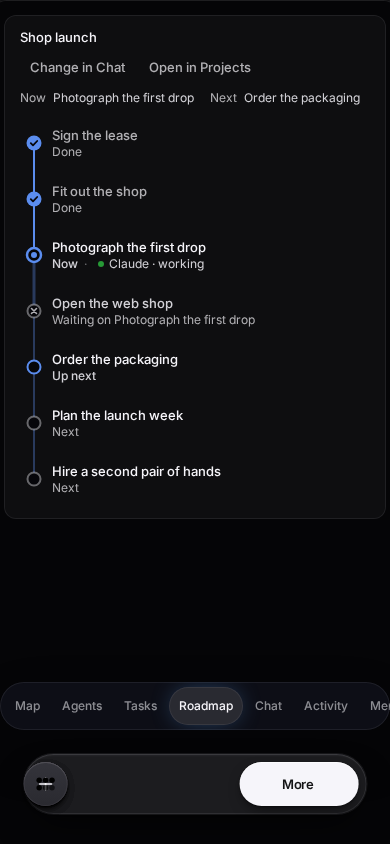 Shop launch
Change in Chat Open in Projects
Now Photograph the first drop Next Order the packaging
Sign the lease
Done
Fit out the shop
Done
Photograph the first drop
Now · Claude · working
Open the web shop
Waiting on Photograph the first drop
Order the packaging
Up next
Plan the launch week
Next
Hire a second pair of hands
Next
Map Agents Tasks Roadmap Chat Activity
More